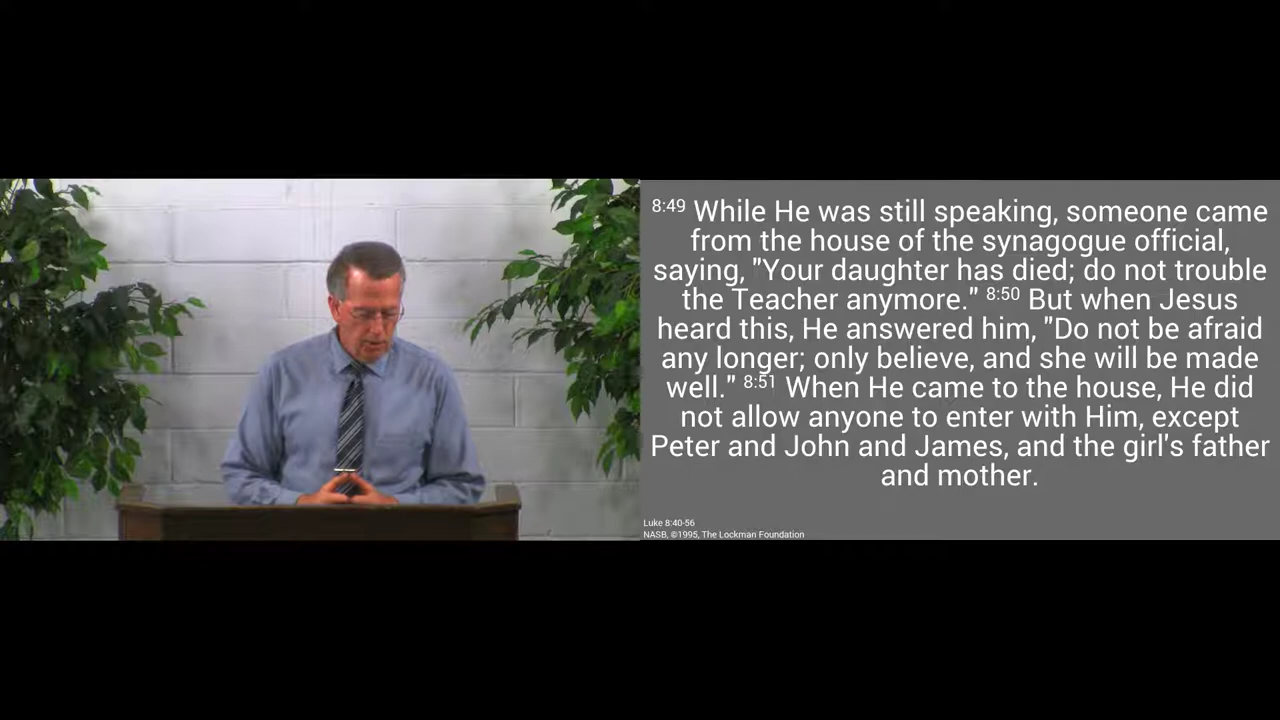 8:49 While He was still speaking, someone came
from the house of the synagogue official,
saying, "Your daughter has died; do not trouble
the Teacher anymore." 8:50 But when Jesus
heard this, He answered him, "Do not be afraid
any longer; only believe, and she will be made
well." 8:51 When He came to the house, He did
not allow anyone to enter with Him, except
Peter and John and James, and the girl's father
and mother.
Luke 8:40-56
NASB, ©1995, The Lockman Foundation